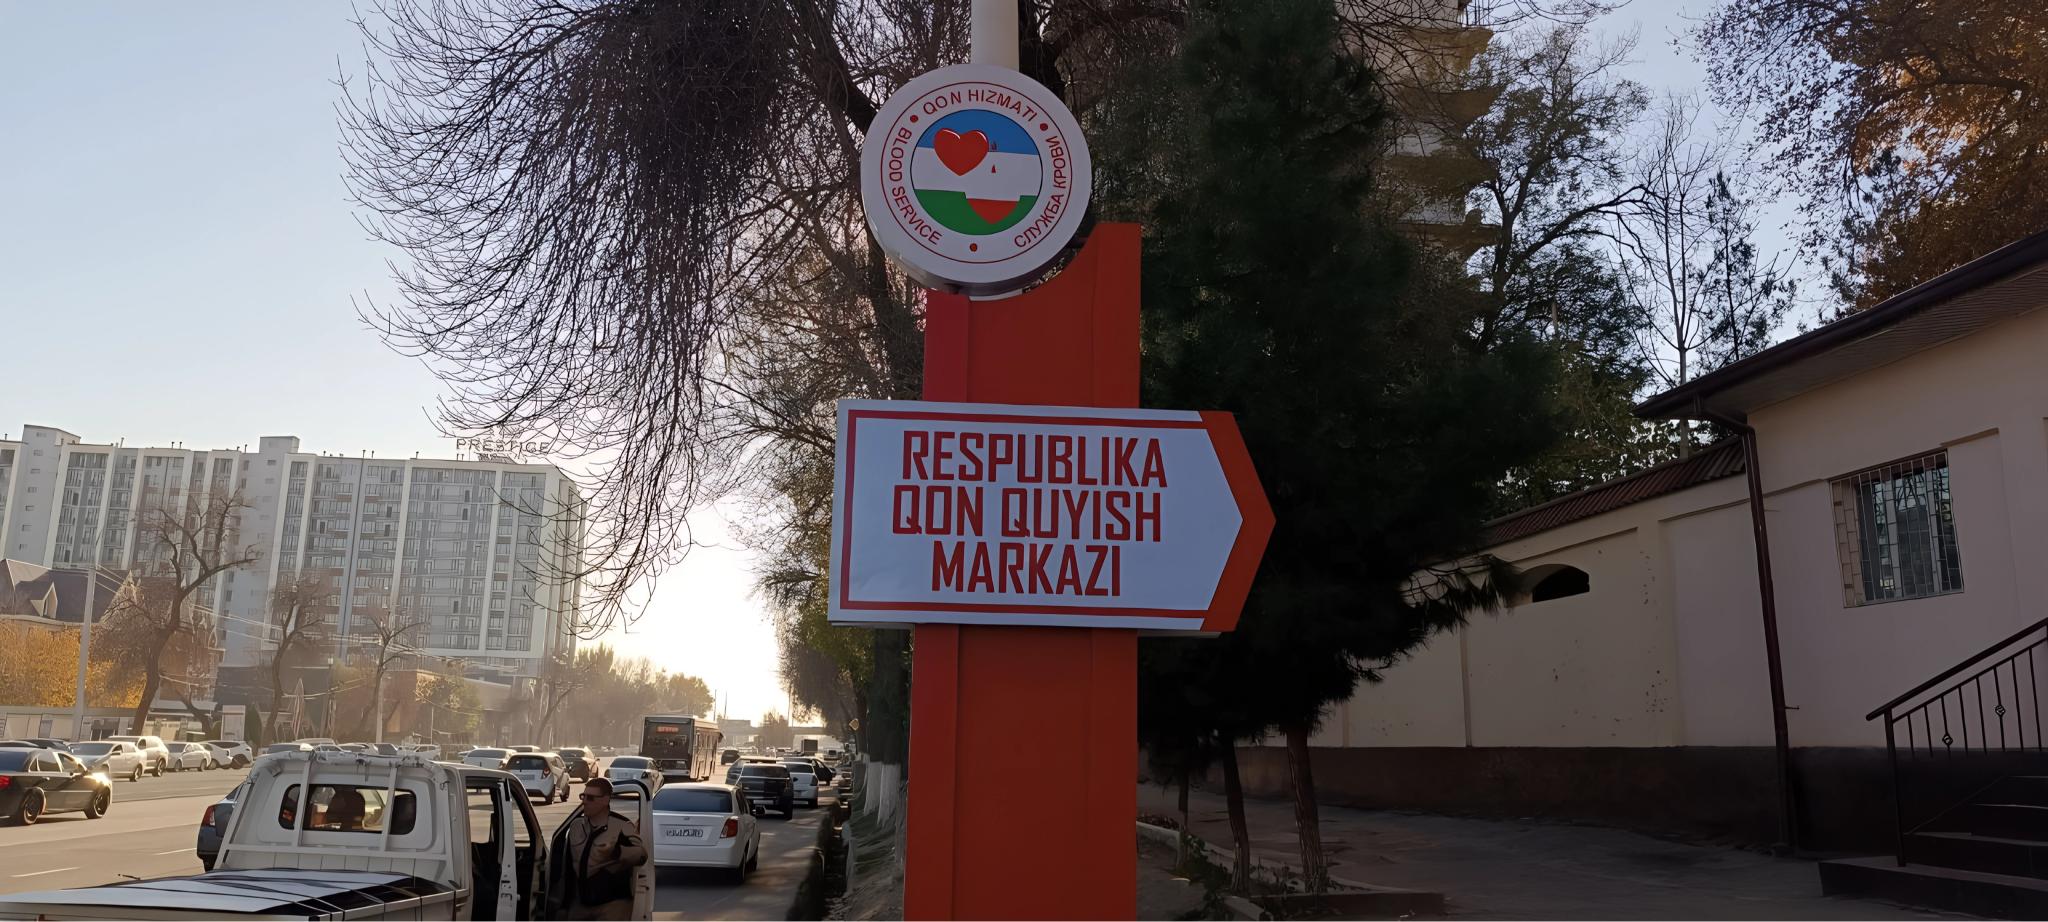 QON HIZMATI
BLOOD SERVICE
СЛУЖБА КРОВИ
RESPUBLIKA
QON QUYISH
MARKAZI
PRESTIGE